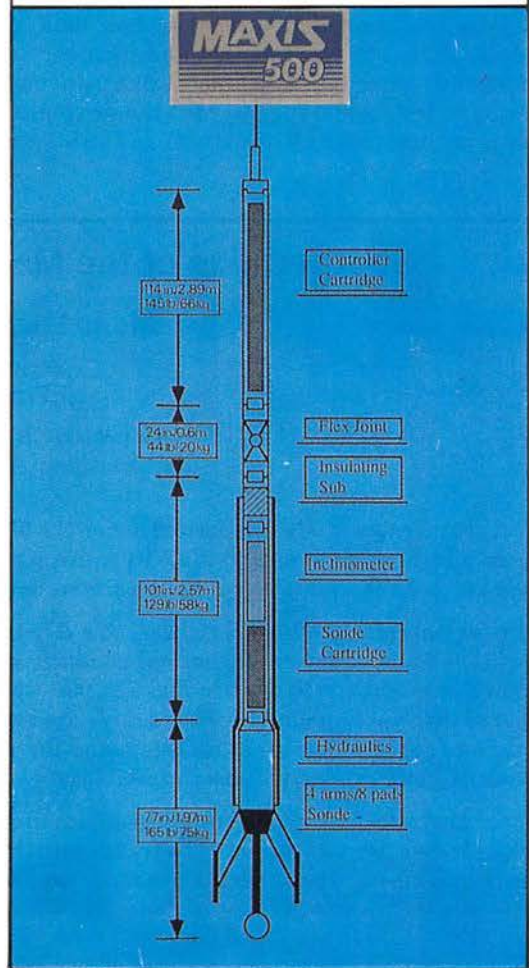 MAXIS
500
Controller
Cartridge
114in/2.89m
145lb/66kg
24in/0.6m
44lb/20kg
Flex Joint
Insulating
Sub
101in/2.57m
129lb/58kg
Inclinometer
Sonde
Cartridge
Hydraulics
77in/1.97m
165lb/75kg
4 arms/8 pads
Sonde